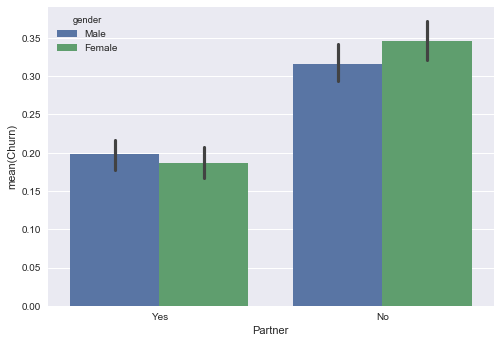 gender
Male
Female
mean(Churn)
0.35
0.30
0.25
0.20
0.15
0.10
0.05
0.00
Yes
No
Partner